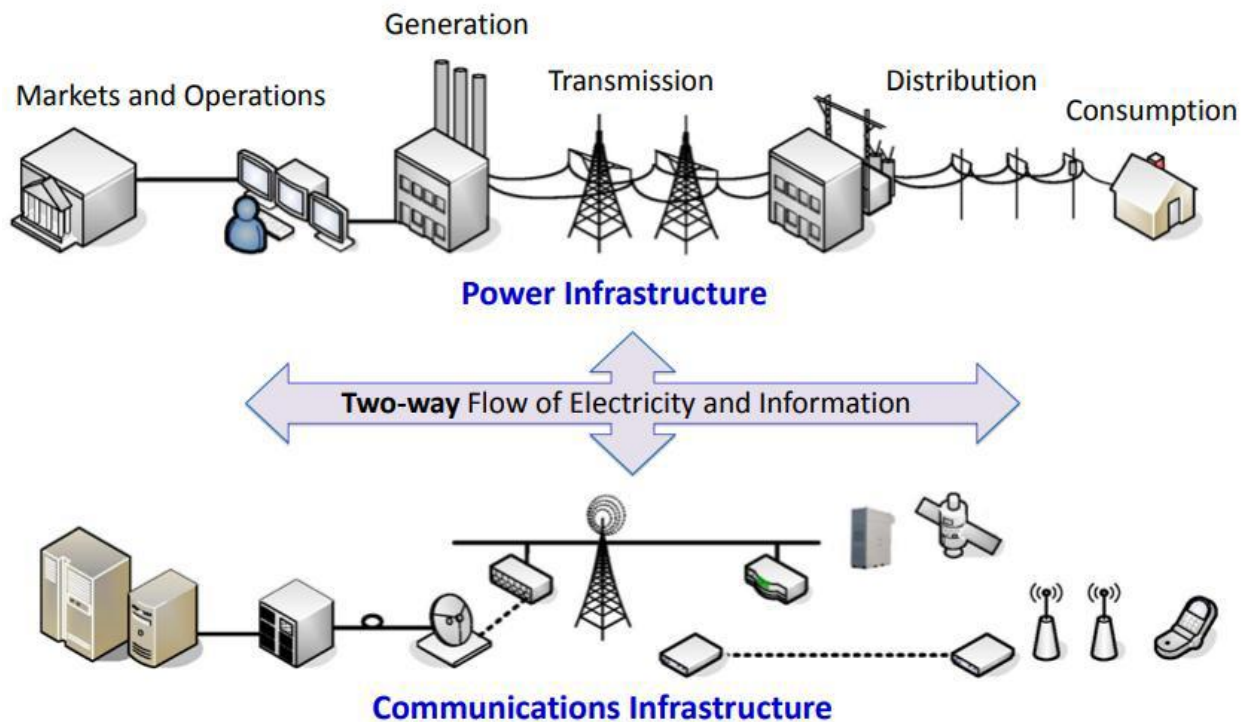 Generation
Markets and Operations
Transmission
Distribution
Consumption
Power Infrastructure
Two-way Flow of Electricity and Information
Communications Infrastructure